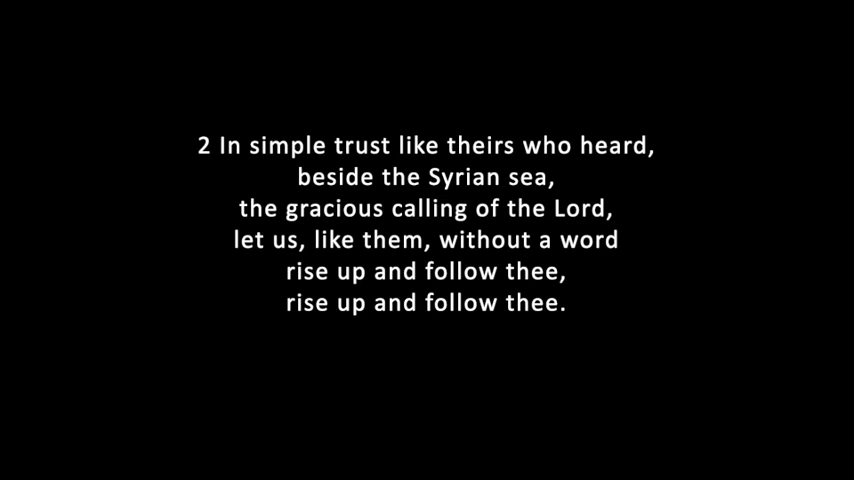 2 In simple trust like theirs who heard,
beside the Syrian sea,
the gracious calling of the Lord,
let us, like them, without a word
rise up and follow thee,
rise up and follow thee.